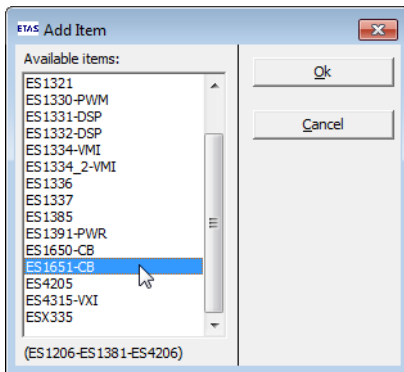 ETAS Add Item
Available items:
ES1321
ES1330-PWM
ES1331-DSP
ES1332-DSP
ES1334-VMI
ES1334_2-VMI
ES1336
ES1337
ES1385
ES1391-PWR
ES1650-CB
ES1651-CB
ES4205
ES4315-VXI
ESX335
(ES1206-ES1381-ES4206)
Ok
Cancel